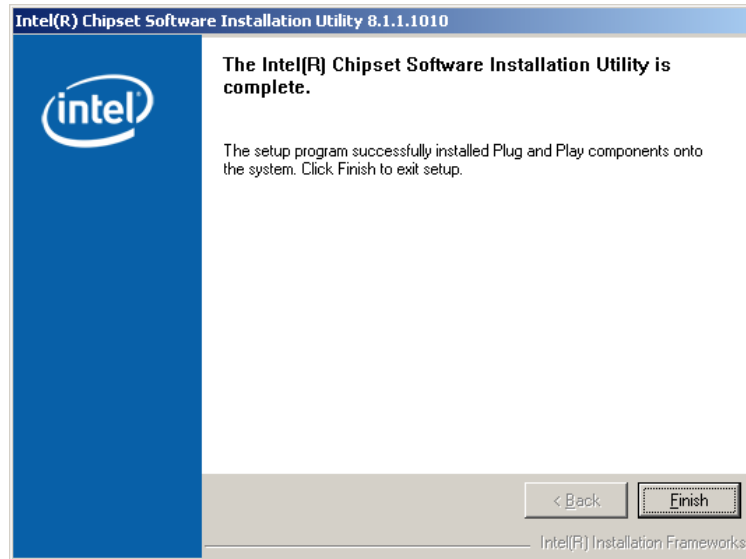 Intel(R) Chipset Software Installation Utility 8.1.1.1010
The Intel(R) Chipset Software Installation Utility is
complete.
intel
The setup program successfully installed Plug and Play components onto
the system. Click Finish to exit setup.
< Back
Finish
Intel(R) Installation Frameworks